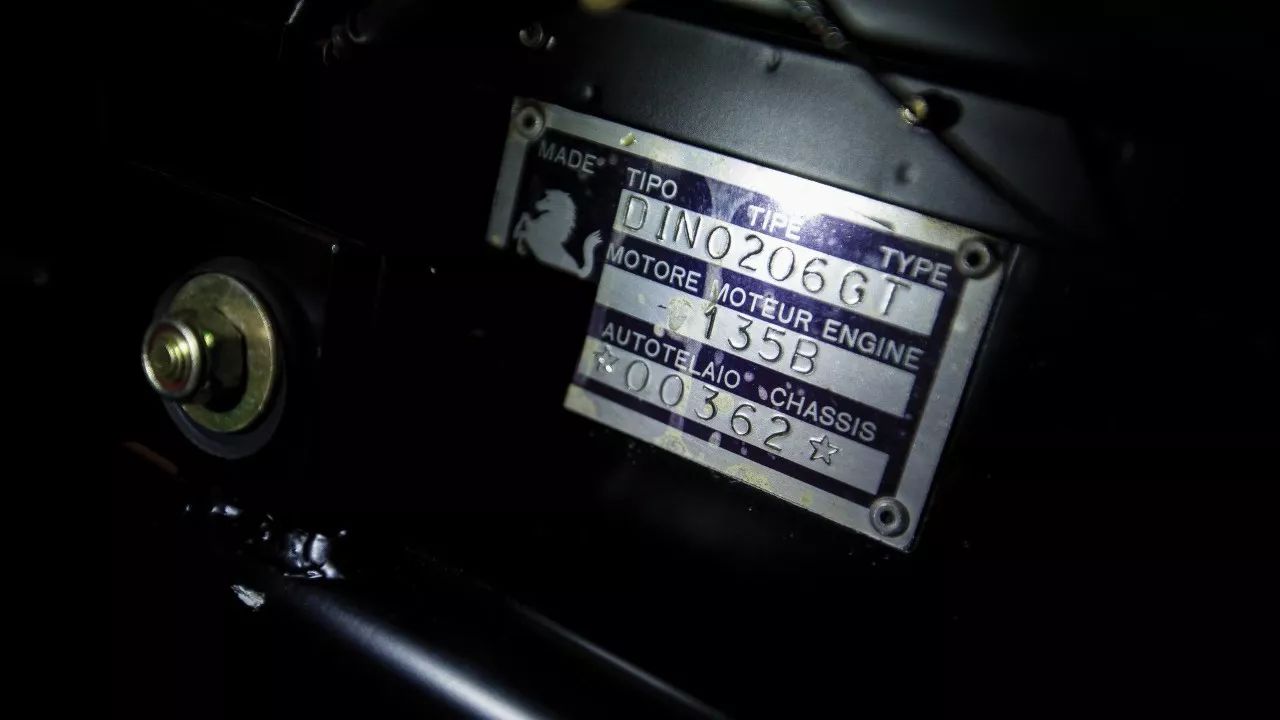 MADE
TIPO TIPE TYPE
DINO206GT
MOTORE MOTEUR ENGINE
135B
AUTOTELAIO CHASSIS
☆00362☆